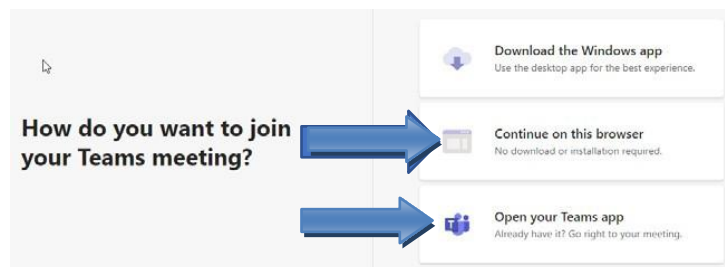 How do you want to join
your Teams meeting?
Download the Windows app
Use the desktop app for the best experience.
Continue on this browser
No download or installation required.
Open your Teams app
Already have it? Go right to your meeting.